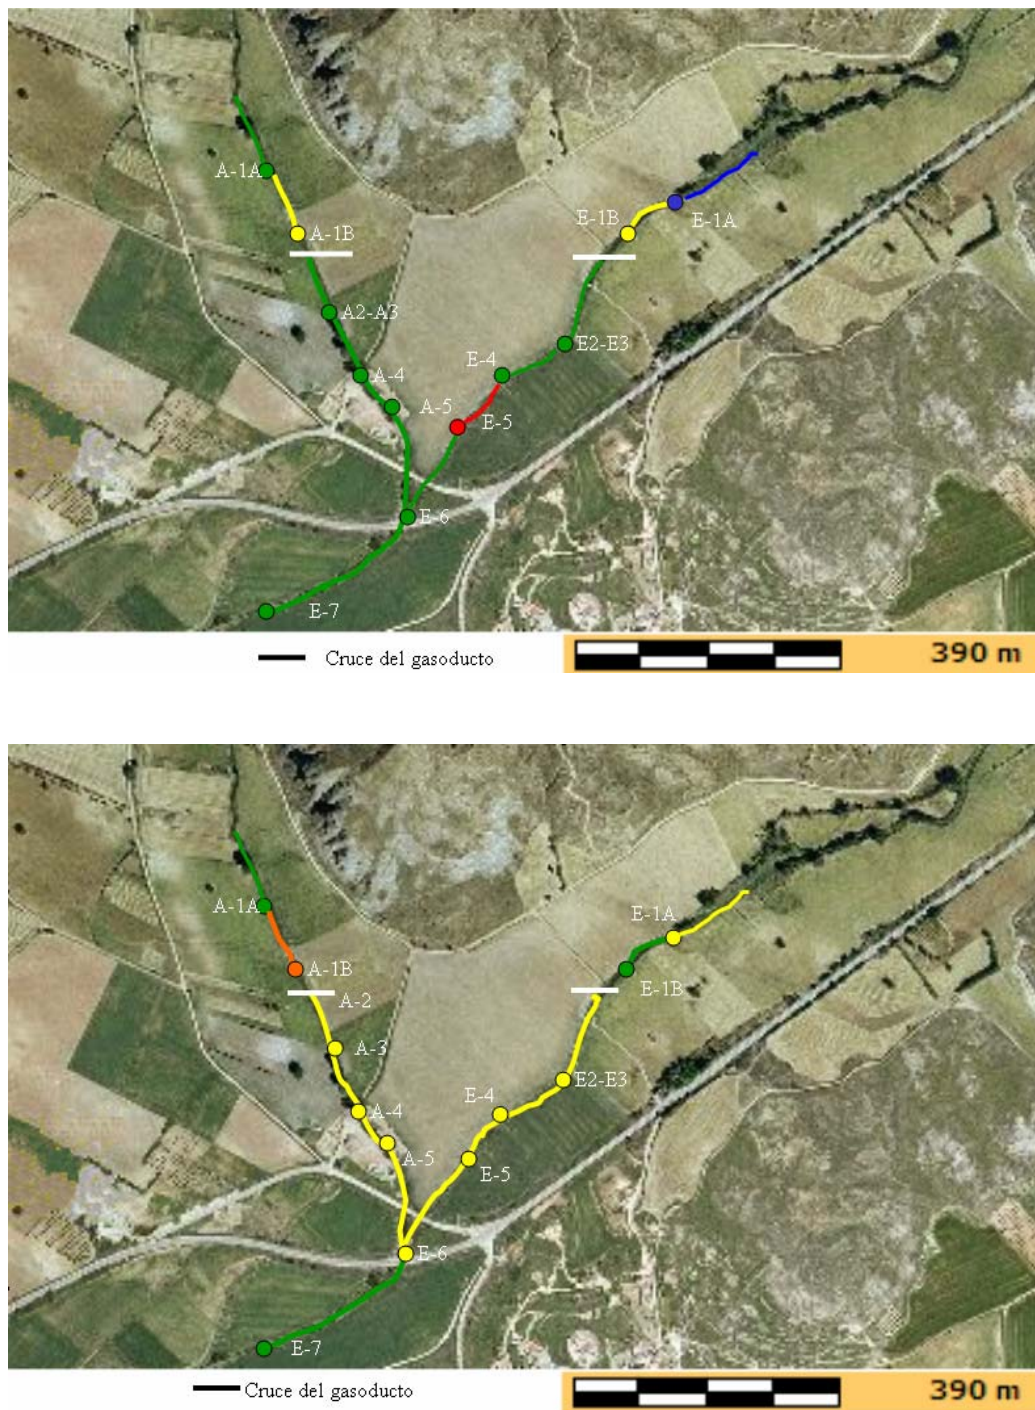 A-1A
A-1B
E-1B
E-1A
A2-A3
E2-E3
A-4
E-4
A-5
E-5
E-6
E-7
Cruce del gasoducto
390 m
A-1A
E-1A
A-1B
E-1B
A-2
A-3
E2-E3
A-4
E-4
A-5
E-5
E-6
E-7
Cruce del gasoducto
390 m